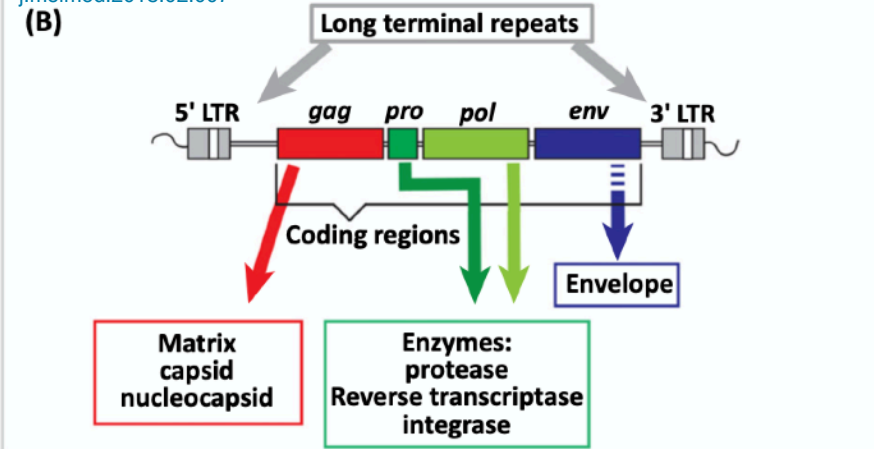 (B)
Long terminal repeats
5' LTR
gag
pro
pol
env
3' LTR
Coding regions
Envelope
Matrix
capsid
nucleocapsid
Enzymes:
protease
Reverse transcriptase
integrase